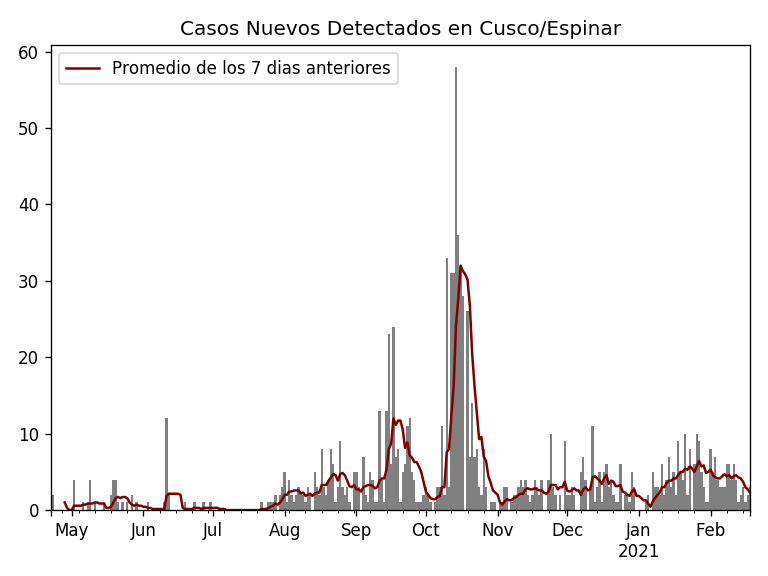 Casos Nuevos Detectados en Cusco/Espinar
Promedio de los 7 dias anteriores
60
50
40
30
20
10
0
May Jun Jul Aug Sep Oct Nov Dec Jan Feb
2021